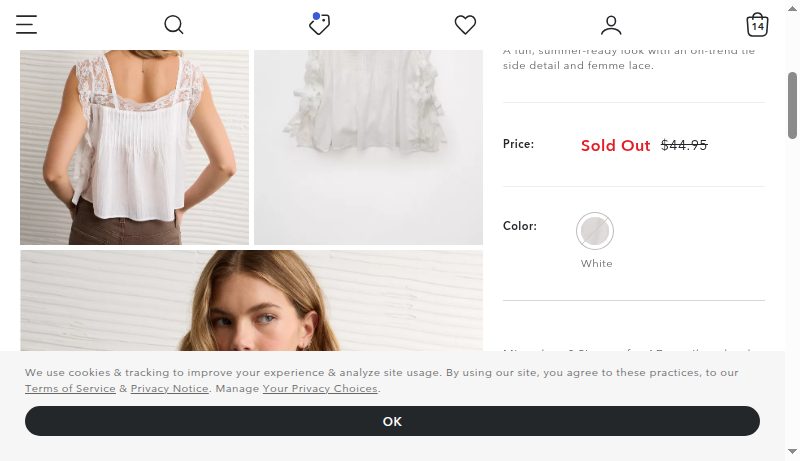 14
A fun, summer-ready look with an on-trend tie
side detail and femme lace.
Price:
Sold Out $44.95
Color:
White
We use cookies & tracking to improve your experience & analyze site usage. By using our site, you agree to these practices, to our
Terms of Service & Privacy Notice. Manage Your Privacy Choices.
OK